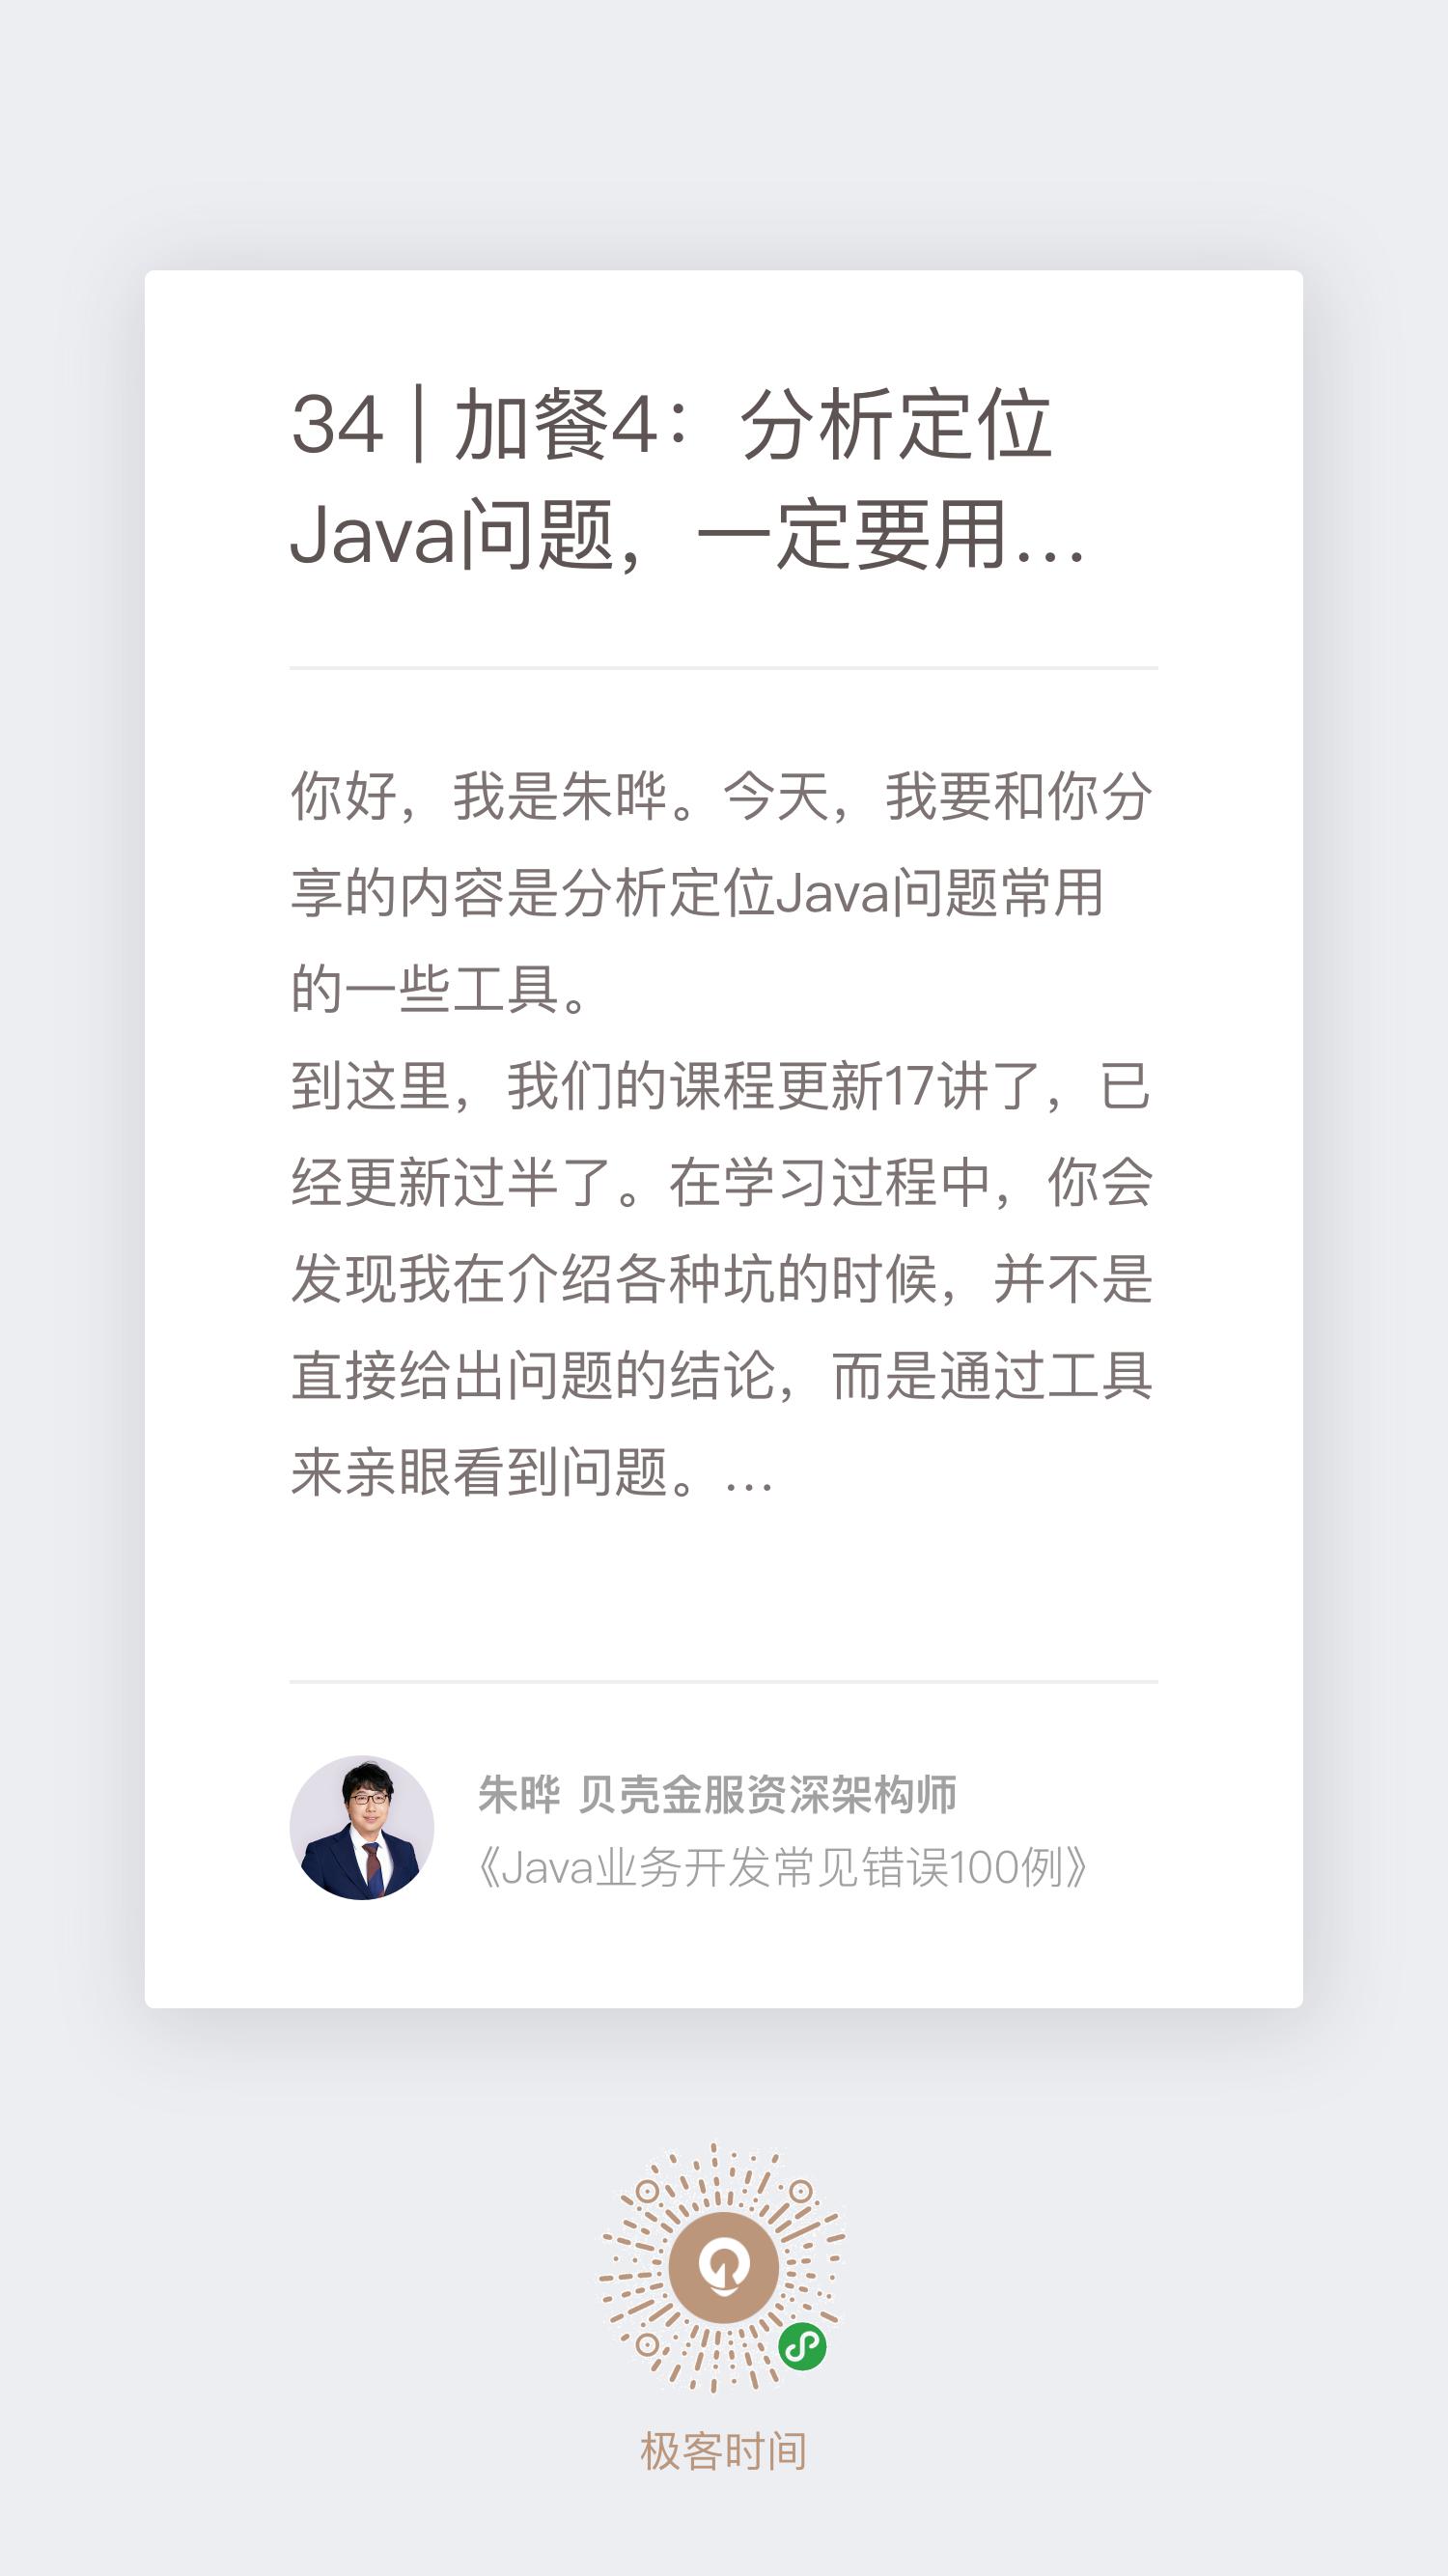 34 | 加餐4：分析定位
Java问题，一定要用...
你好，我是朱晔。今天，我要和你分
享的内容是分析定位Java问题常用
的一些工具。
到这里，我们的课程更新17讲了，已
经更新过半了。在学习过程中，你会
发现我在介绍各种坑的时候，并不是
直接给出问题的结论，而是通过工具
来亲眼看到问题。...
朱晔 贝壳金服资深架构师
《Java业务开发常见错误100例》
极客时间